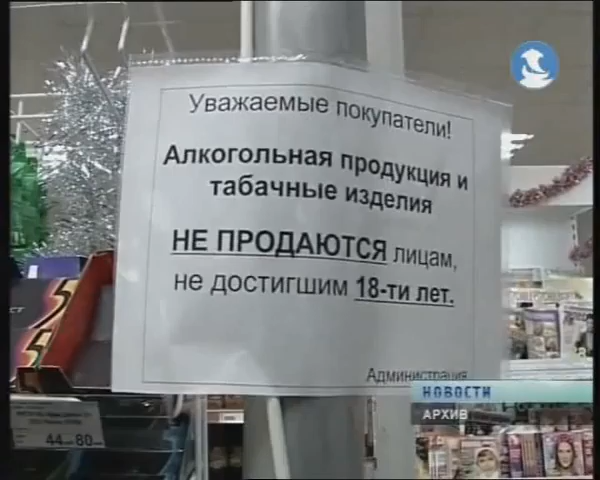 Уважаемые покупатели!
Алкогольная продукция и
табачные изделия
НЕ ПРОДАЮТСЯ лицам,
не достигшим 18-ти лет.
Администрация
НОВОСТИ
АРХИВ
44 80